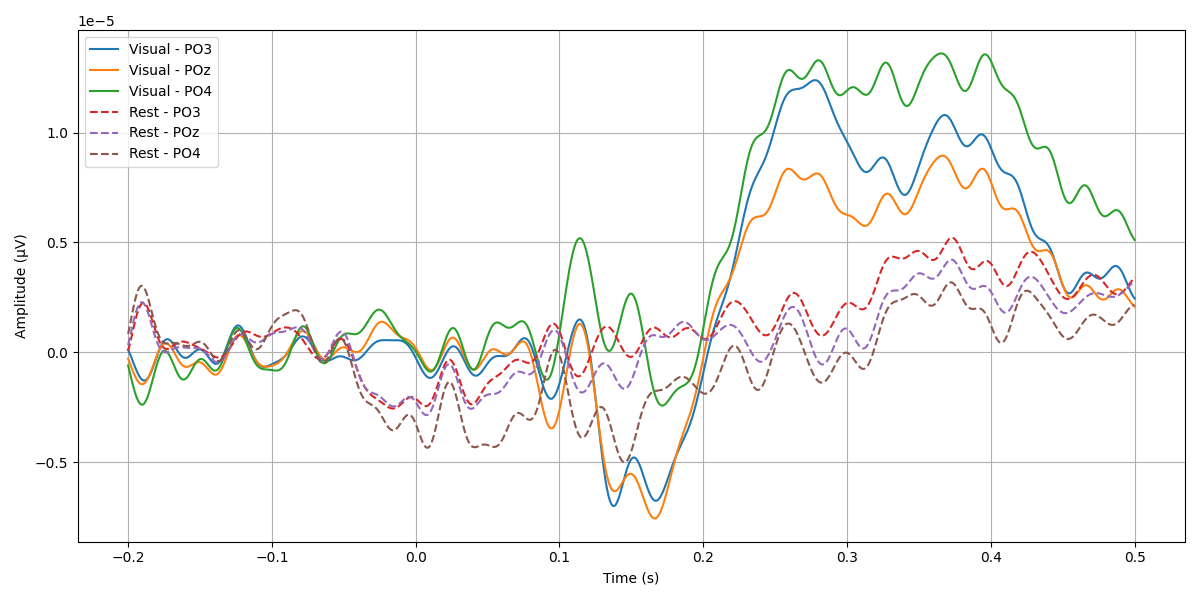 1e−5
Visual - PO3
Visual - POz
Visual - PO4
Rest - PO3
Rest - POz
Rest - PO4
1.0
0.5
0.0
−0.5
Amplitude (µV)
−0.2 −0.1 0.0 0.1 0.2 0.3 0.4 0.5
Time (s)